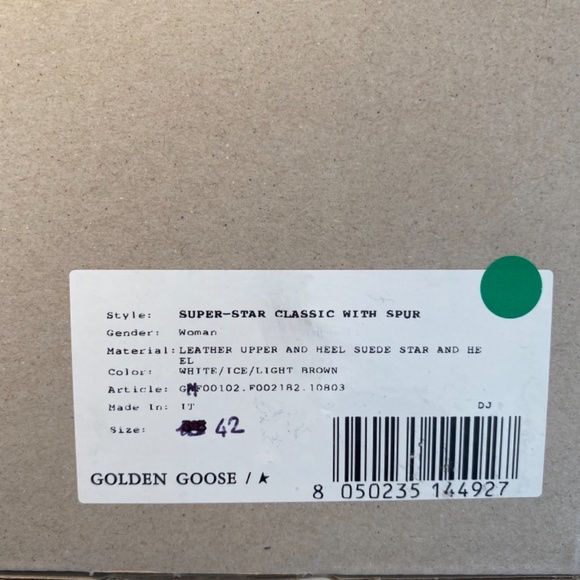 Style: SUPER-STAR CLASSIC WITH SPUR
Gender: Woman
Material: LEATHER UPPER AND HEEL SUEDE STAR AND HE
EL
Color: WHITE/ICE/LIGHT BROWN
Article: GMF00102.F002182.10803
Made In: IT
DJ
Size: 42
GOLDEN GOOSE / ★
8 050235 144927